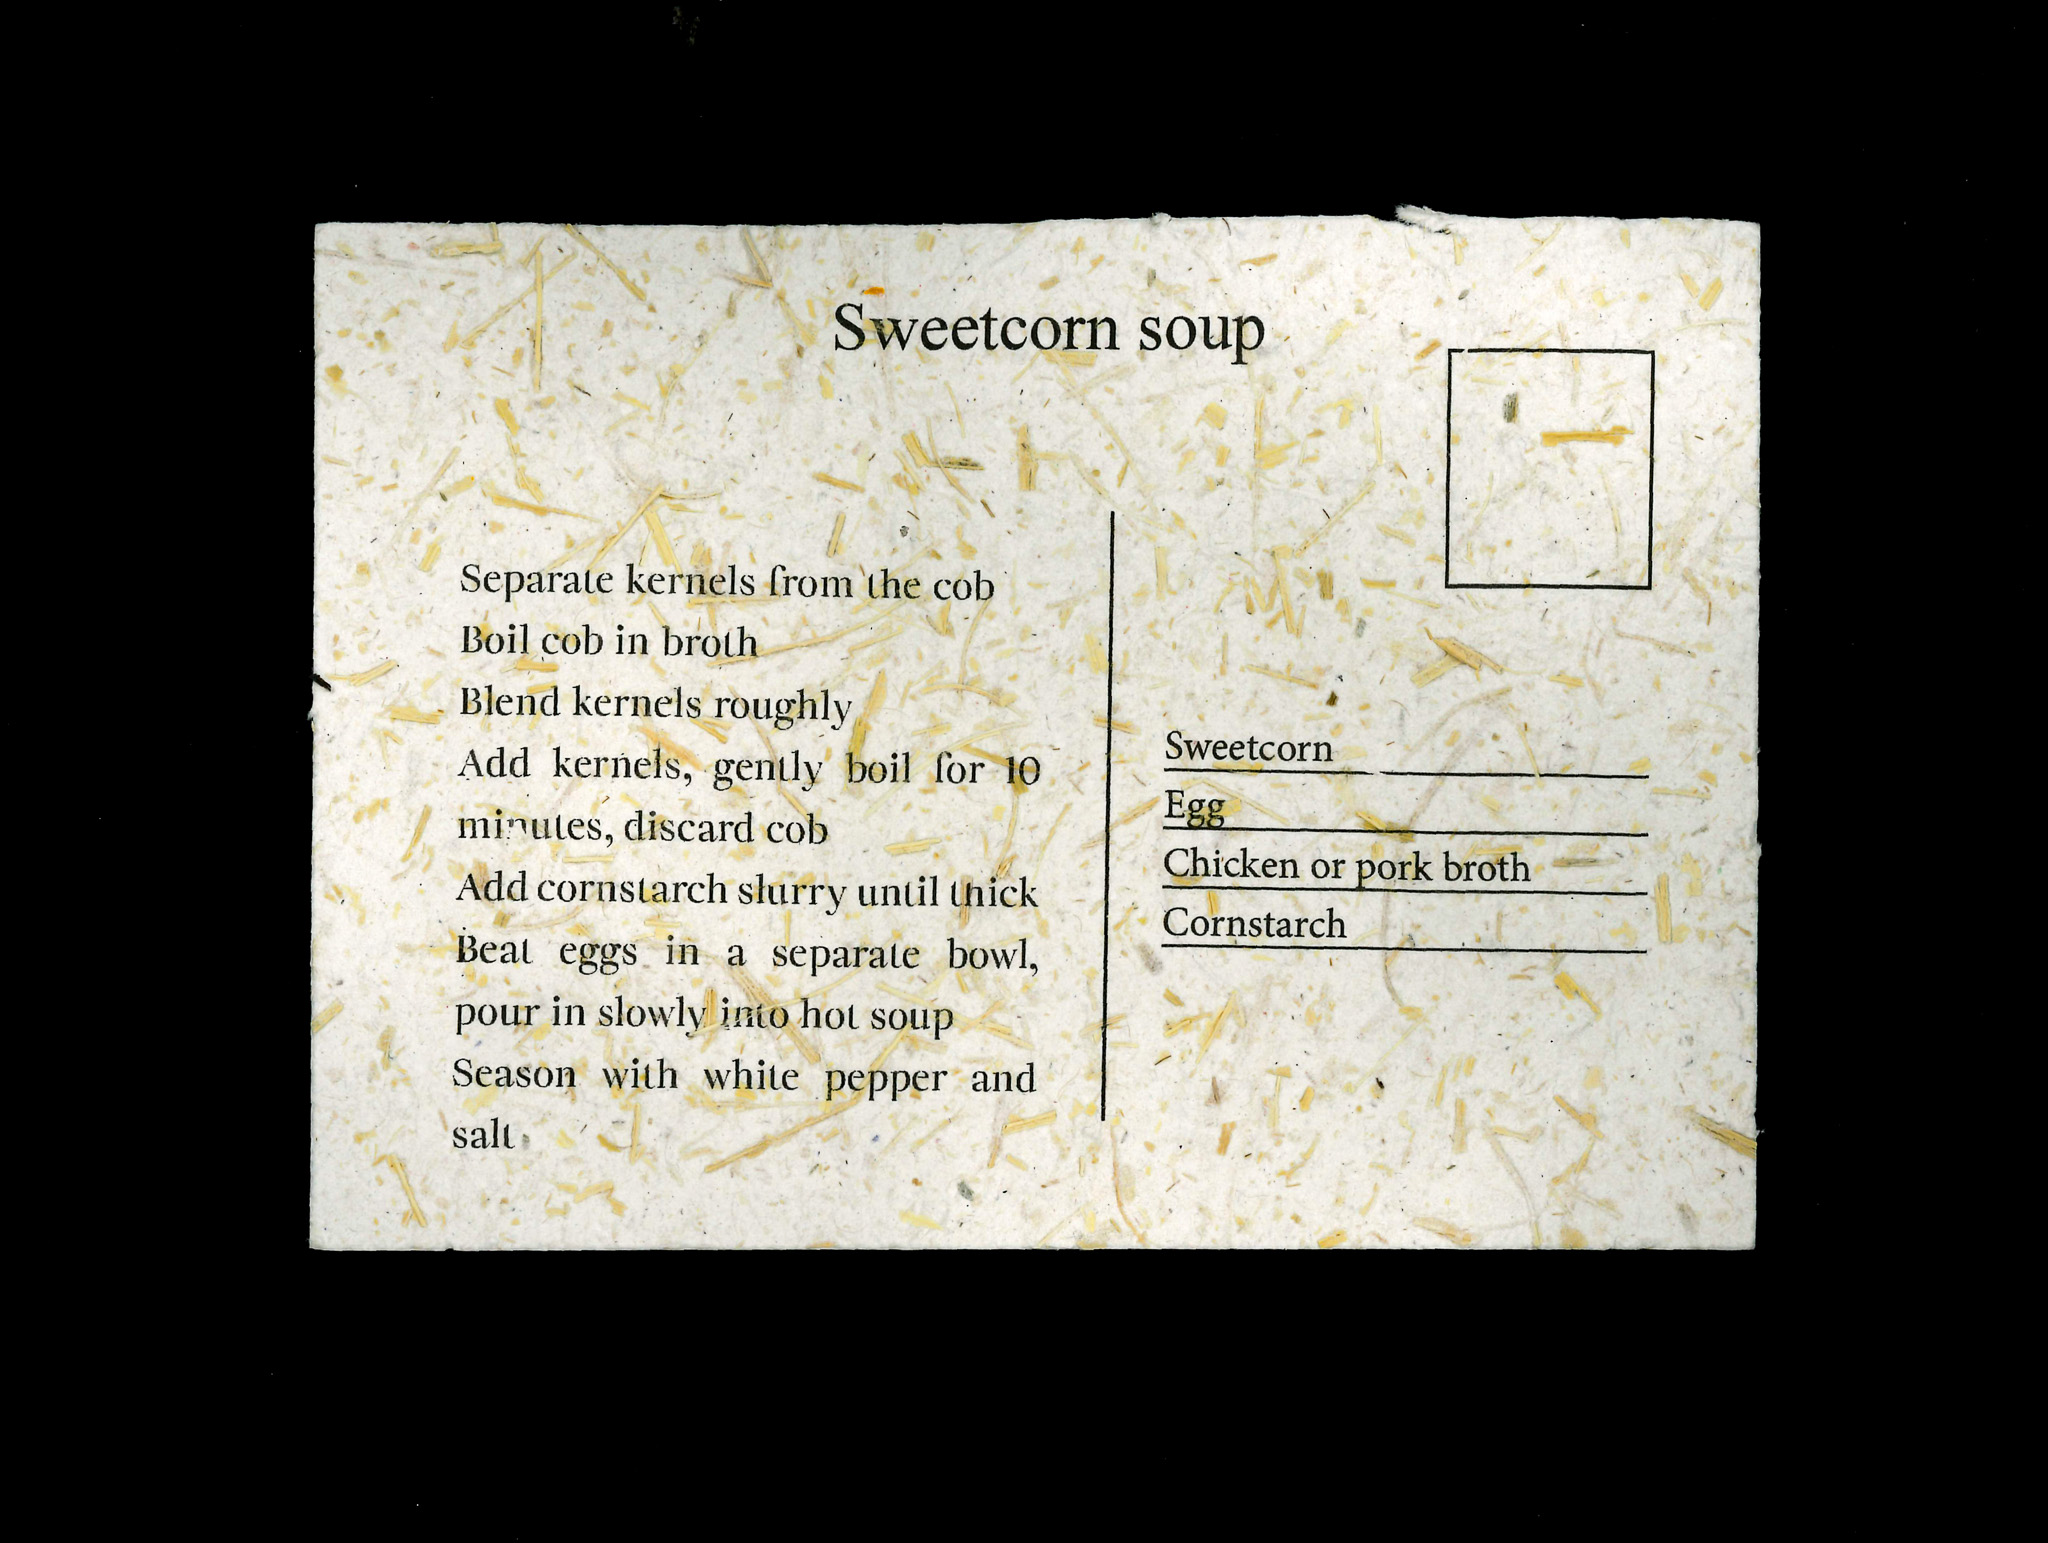 Sweetcorn soup
Separate kernels from the cob
Boil cob in broth
Blend kernels roughly
Add kernels, gently boil for 10
minutes, discard cob
Add cornstarch slurry until thick
Beat eggs in a separate bowl,
pour in slowly into hot soup
Season with white pepper and
salt
Sweetcorn
Egg
Chicken or pork broth
Cornstarch